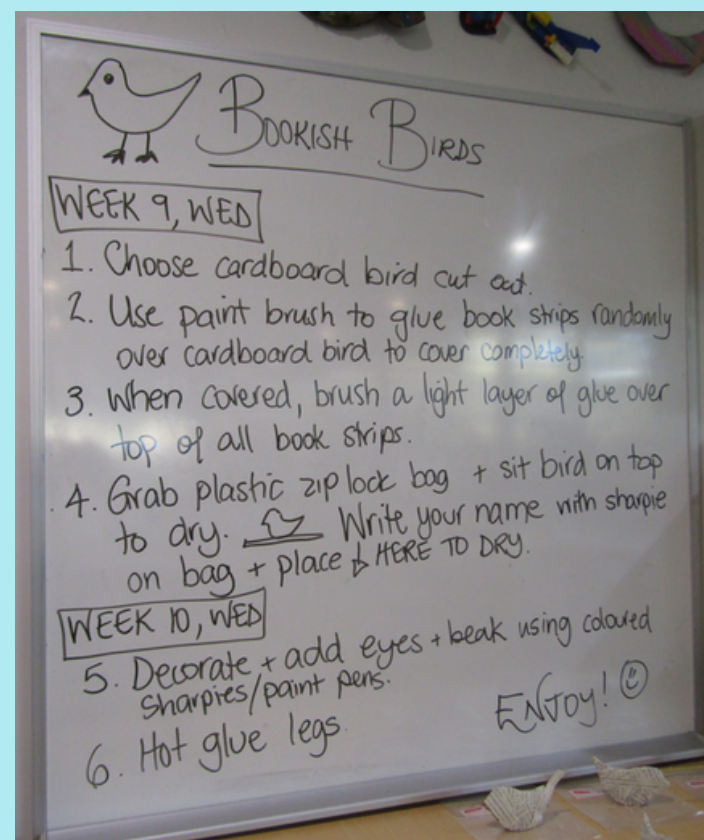 BOOKISH BIRDS
WEEK 9, WED
1. Choose cardboard bird cut out.
2. Use paint brush to glue book strips randomly
over cardboard bird to cover completely.
3. When covered, brush a light layer of glue over
top of all book strips.
4. Grab plastic zip lock bag + sit bird on top
to dry. Write your name with sharpie
on bag + place ↓ HERE TO DRY.
WEEK 10, WED
5. Decorate + add eyes + beak using coloured
sharpies/paint pens.
6. Hot glue legs.
ENJOY! ☺